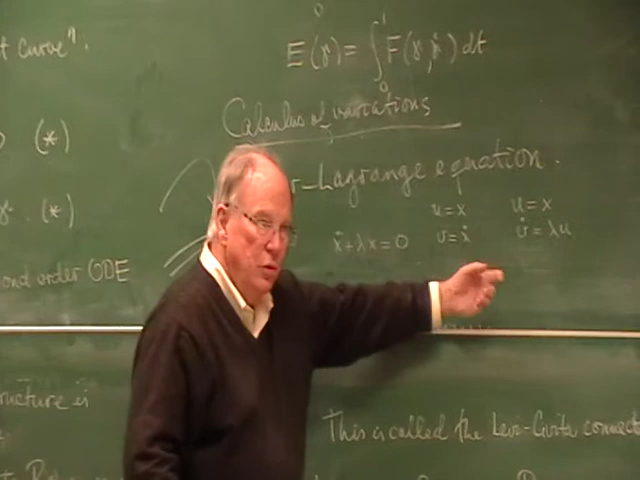 t Curve".
E(γ) = ∫₀¹ F(γ, γ̇) dt
(*)
Calculus of variations
r-Lagrange equation.
γ. (*)
u=x u=x
ẍ+λx=0 v=ẋ v̇=λu
ond order ODE
ructure is
This is called the Levi-Civita connect